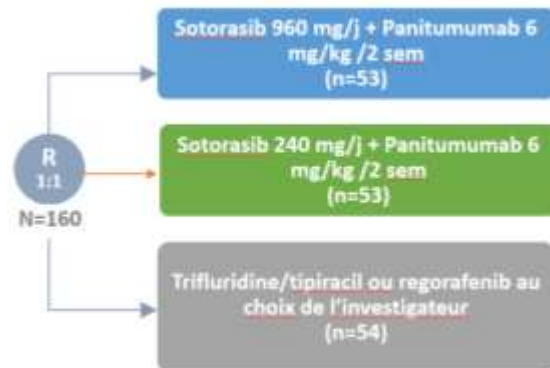 Sotorasib 960 mg/j + Panitumumab 6
mg/kg /2 sem
(n=53)
R
1:1
N=160
Sotorasib 240 mg/j + Panitumumab 6
mg/kg /2 sem
(n=53)
Trifluridine/tipiracil ou regorafenib au
choix de l'investigateur
(n=54)